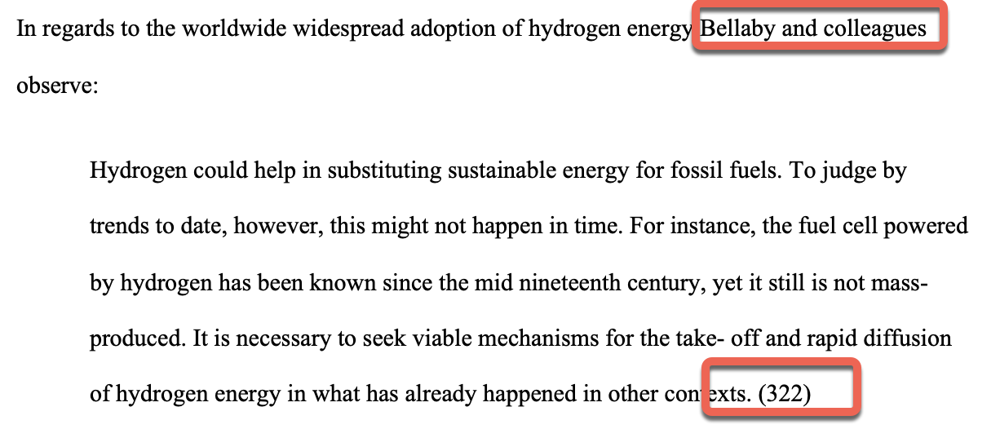 In regards to the worldwide widespread adoption of hydrogen energy Bellaby and colleagues
observe:
Hydrogen could help in substituting sustainable energy for fossil fuels. To judge by
trends to date, however, this might not happen in time. For instance, the fuel cell powered
by hydrogen has been known since the mid nineteenth century, yet it still is not mass-
produced. It is necessary to seek viable mechanisms for the take- off and rapid diffusion
of hydrogen energy in what has already happened in other contexts. (322)